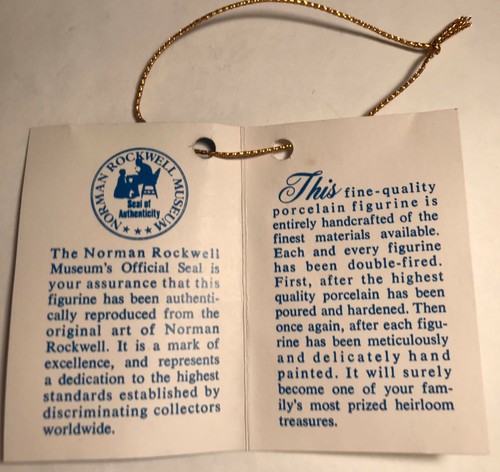 NORMAN ROCKWELL MUSEUM
Seal of
Authenticity
The Norman Rockwell
Museum's Official Seal is
your assurance that this
figurine has been authenti-
cally reproduced from the
original art of Norman
Rockwell. It is a mark of
excellence, and represents
a dedication to the highest
standards established by
discriminating collectors
worldwide.
This fine-quality
porcelain figurine is
entirely handcrafted of the
finest materials available.
Each and every figurine
has been double-fired.
First, after the highest
quality porcelain has been
poured and hardened. Then
once again, after each figu-
rine has been meticulously
and delicately hand
painted. It will surely
become one of your fam-
ily's most prized heirloom
treasures.